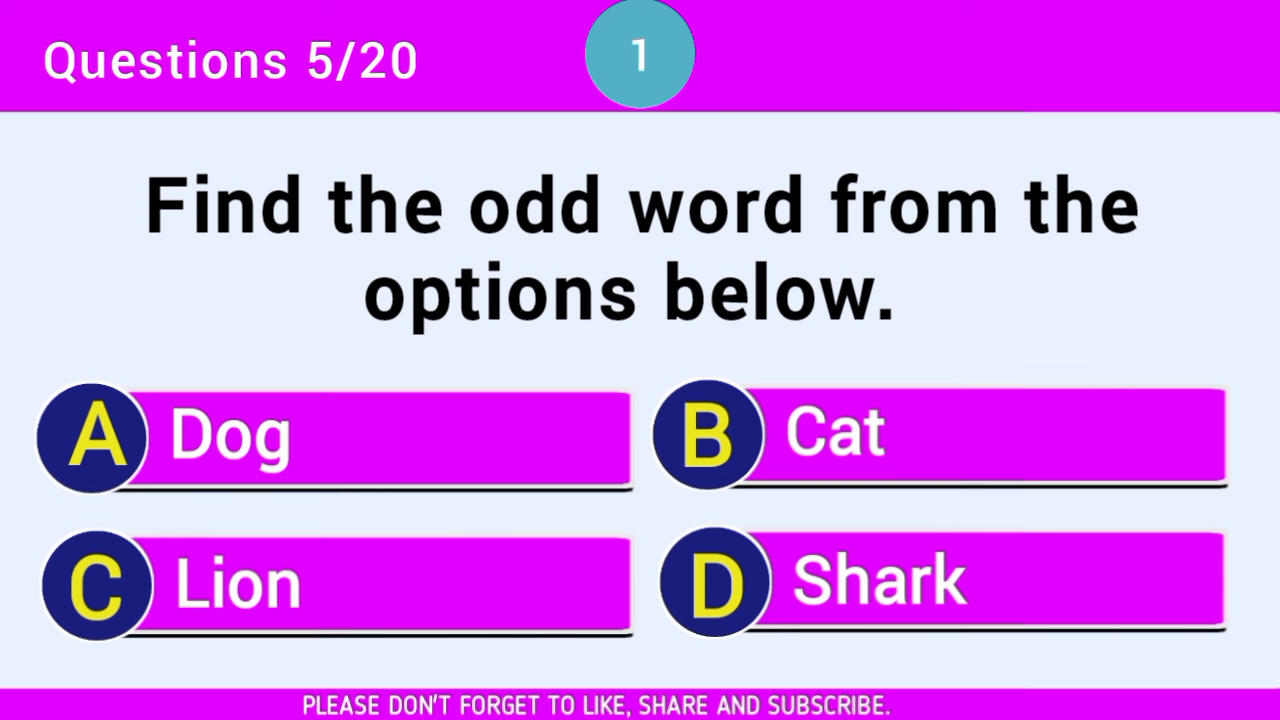 Questions 5/20
1
Find the odd word from the
options below.
A Dog
B Cat
C Lion
D Shark
PLEASE DON'T FORGET TO LIKE, SHARE AND SUBSCRIBE.